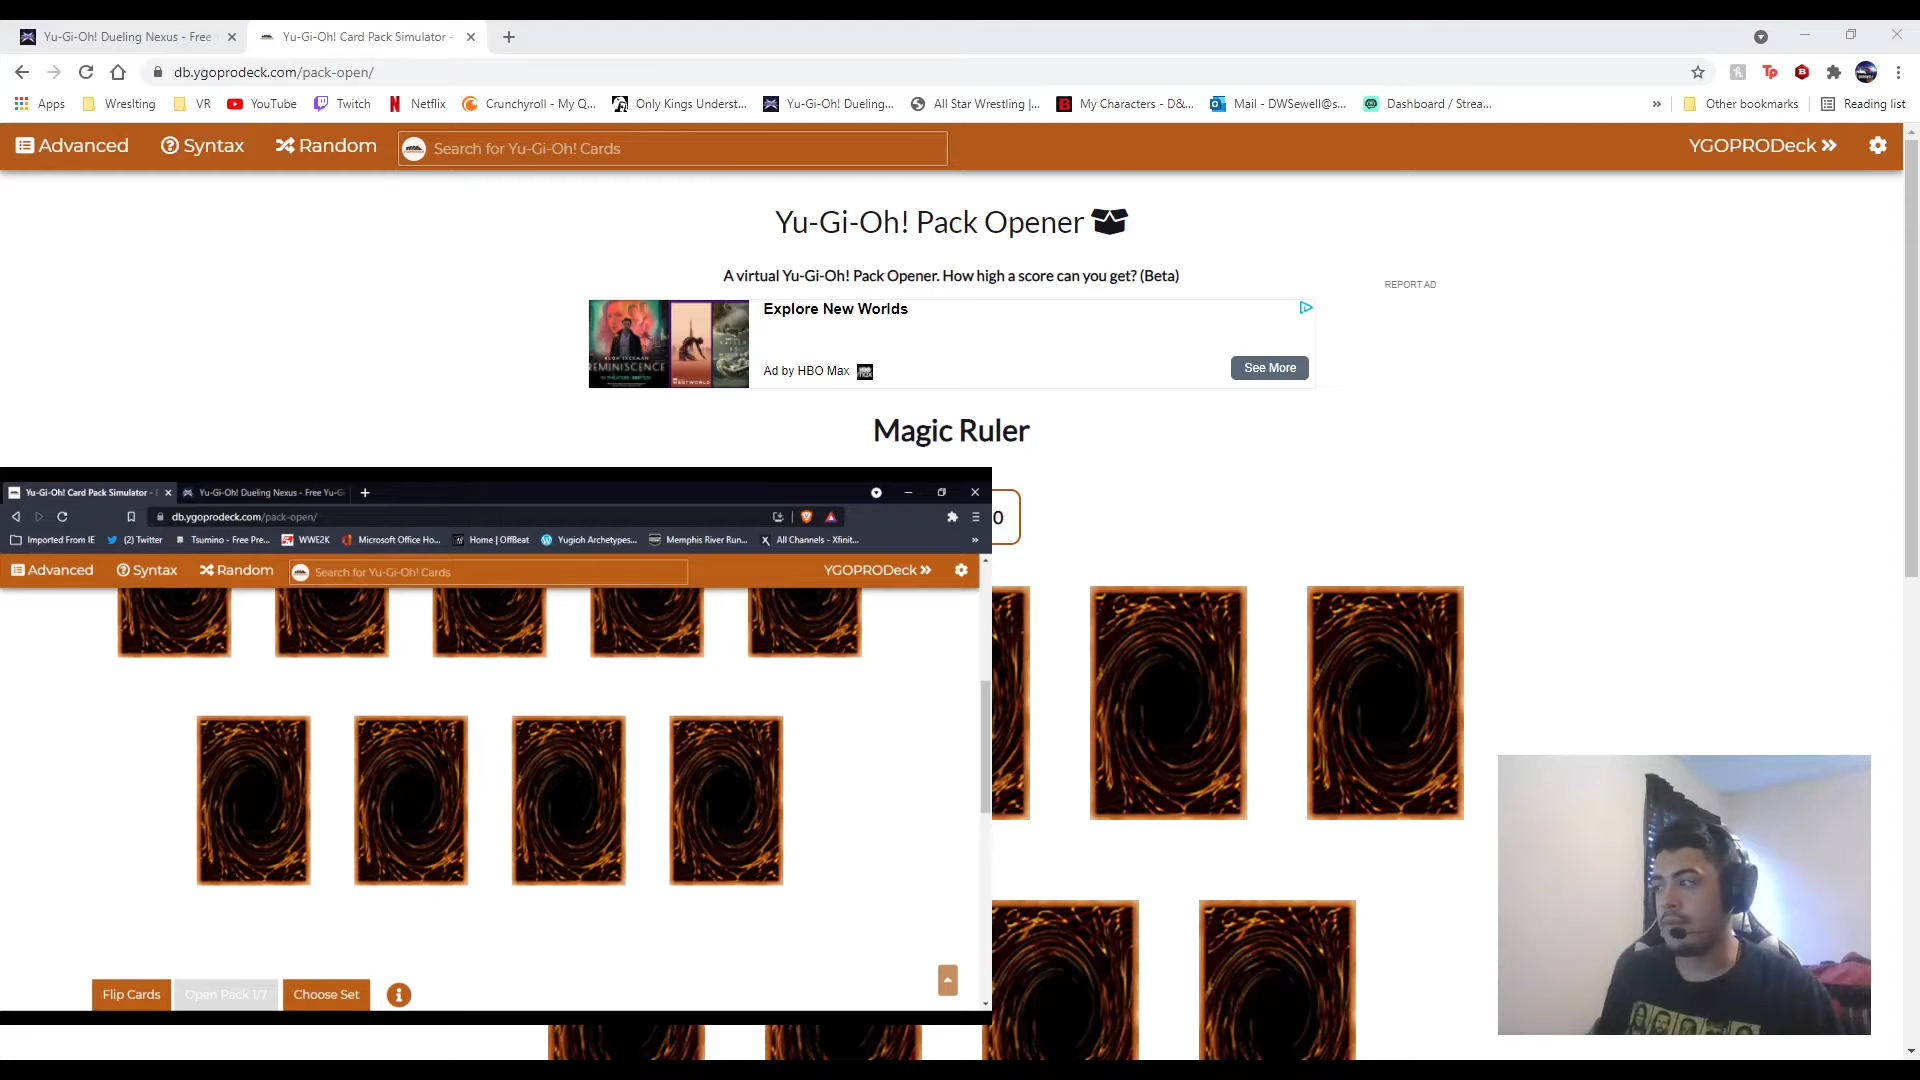 Yu-Gi-Oh! Dueling Nexus - Free
Yu-Gi-Oh! Card Pack Simulator -
db.ygoprodeck.com/pack-open/
Apps Wreslting VR YouTube Twitch Netflix Crunchyroll - My Q... Only Kings Underst... Yu-Gi-Oh! Dueling... All Star Wrestling |... My Characters - D&... Mail - DWSewell@s... Dashboard / Strea... » Other bookmarks Reading list
Advanced Syntax Random Search for Yu-Gi-Oh! Cards YGOPRODeck
Yu-Gi-Oh! Pack Opener
A virtual Yu-Gi-Oh! Pack Opener. How high a score can you get? (Beta)
REPORT AD
Explore New Worlds
REMINISCENCE
WESTWORLD
Ad by HBO Max
See More
Magic Ruler
0
Yu-Gi-Oh! Card Pack Simulator -
Yu-Gi-Oh! Dueling Nexus - Free Yu-G
db.ygoprodeck.com/pack-open/
Imported From IE (2) Twitter Tsumino - Free Pre... WWE2K Microsoft Office Ho... Home | OffBeat Yugioh Archetypes... Memphis River Run... All Channels - Xfinit... »
Advanced Syntax Random Search for Yu-Gi-Oh! Cards YGOPRODeck
Flip Cards Open Pack 1/7 Choose Set